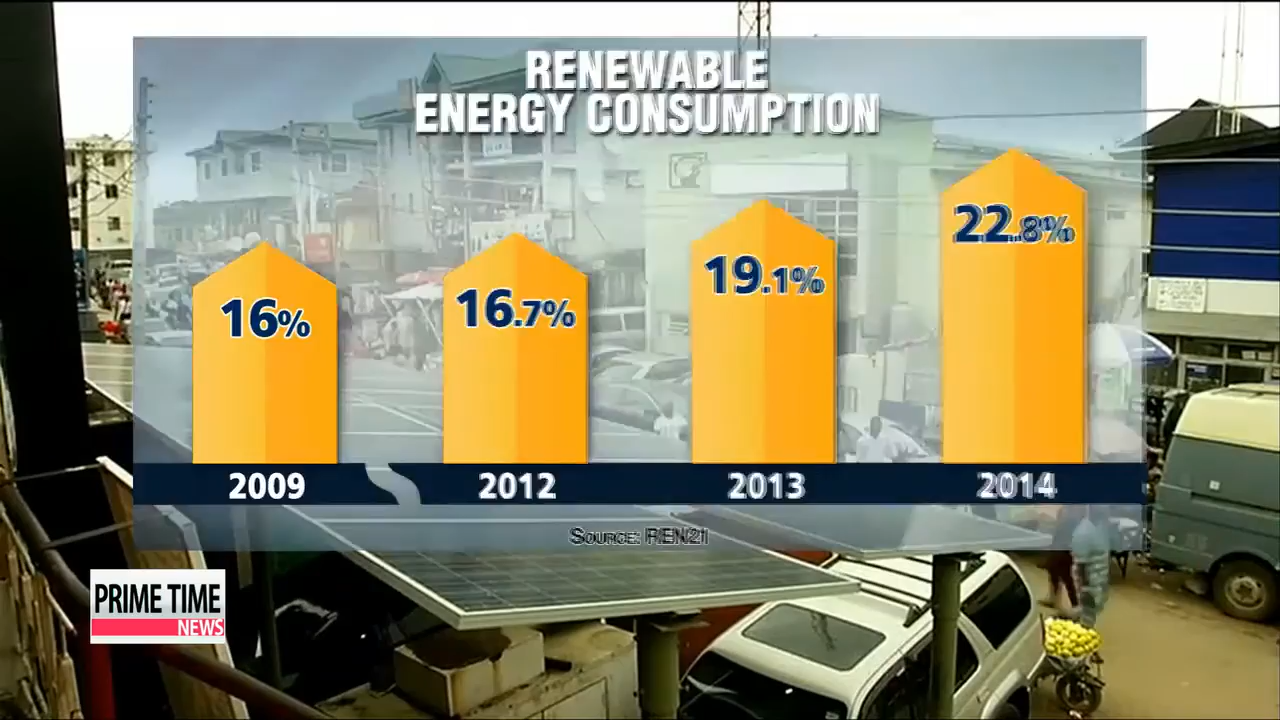 RENEWABLE
ENERGY CONSUMPTION
16%
16.7%
19.1%
22.8%
2009
2012
2013
2014
SOURCE: REN21
PRIME TIME
NEWS